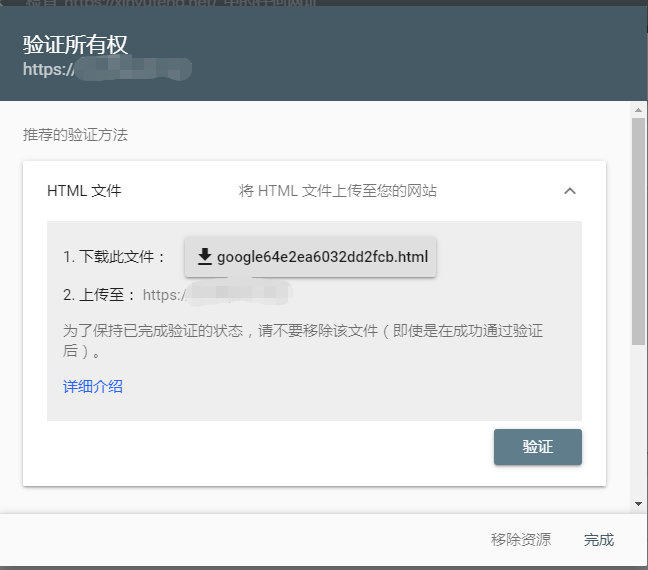 验证所有权
https://
推荐的验证方法
HTML 文件
将 HTML 文件上传至您的网站
1. 下载此文件： google64e2ea6032dd2fcb.html
2. 上传至： https:/
为了保持已完成验证的状态，请不要移除该文件（即使是在成功通过验证
后）。
详细介绍
验证
移除资源
完成